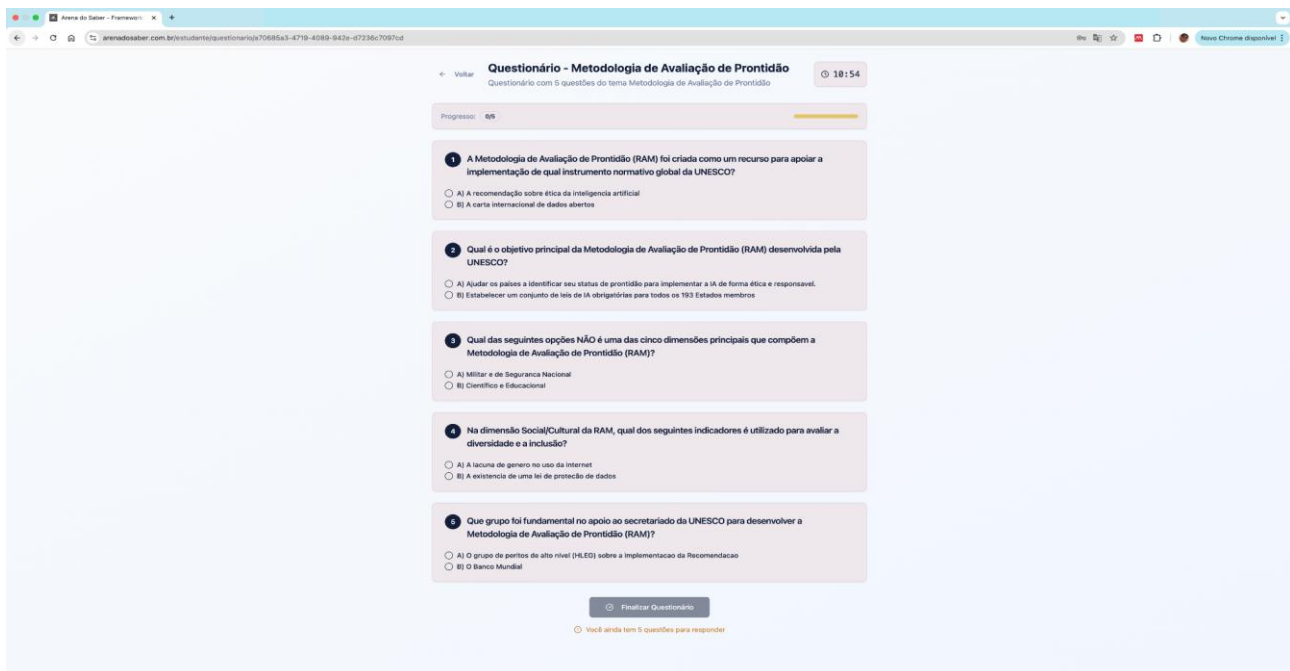 Arena do Saber - Framework
arenadosaber.com.br/estudante/questionario/a70685a3-4719-4089-942e-d7236c7097cd
Novo Chrome disponível
Voltar
Questionário - Metodologia de Avaliação de Prontidão
Questionário com 5 questões do tema Metodologia de Avaliação de Prontidão
10:54
Progresso: 0/5
1 A Metodologia de Avaliação de Prontidão (RAM) foi criada como um recurso para apoiar a
implementação de qual instrumento normativo global da UNESCO?
A) A recomendação sobre ética da inteligencia artificial
B) A carta internacional de dados abertos
2 Qual é o objetivo principal da Metodologia de Avaliação de Prontidão (RAM) desenvolvida pela
UNESCO?
A) Ajudar os países a identificar seu status de prontidão para implementar a IA de forma ética e responsavel.
B) Estabelecer um conjunto de leis de IA obrigatórias para todos os 193 Estados membros
3 Qual das seguintes opções NÃO é uma das cinco dimensões principais que compõem a
Metodologia de Avaliação de Prontidão (RAM)?
A) Militar e de Seguranca Nacional
B) Científico e Educacional
4 Na dimensão Social/Cultural da RAM, qual dos seguintes indicadores é utilizado para avaliar a
diversidade e a inclusão?
A) A lacuna de genero no uso da internet
B) A existencia de uma lei de protecão de dados
5 Que grupo foi fundamental no apoio ao secretariado da UNESCO para desenvolver a
Metodologia de Avaliação de Prontidão (RAM)?
A) O grupo de peritos de alto nivel (HLEG) sobre a implementacao da Recomendacao
B) O Banco Mundial
Finalizar Questionário
Você ainda tem 5 questões para responder